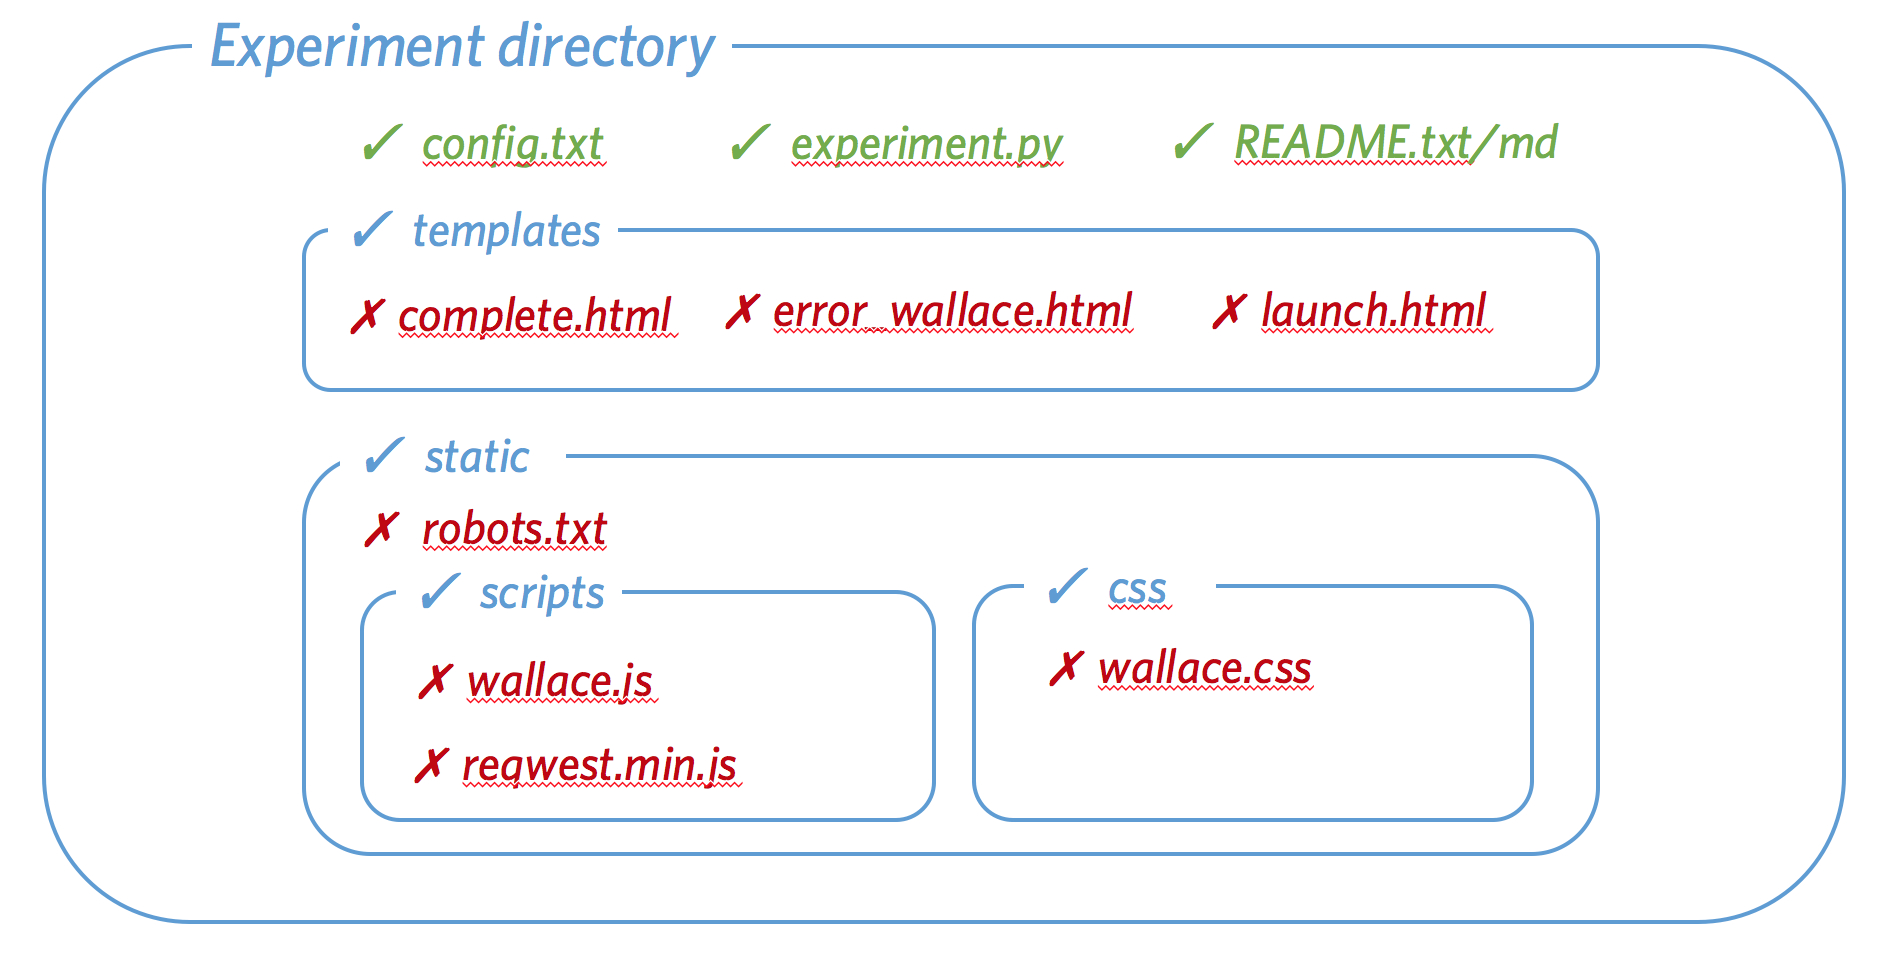 Experiment directory
✓ config.txt ✓ experiment.py ✓ README.txt/md
✓ templates
✗ complete.html ✗ error_wallace.html ✗ launch.html
✓ static
✗ robots.txt
✓ scripts ✓ css
✗ wallace.js ✗ wallace.css
✗ reqwest.min.js